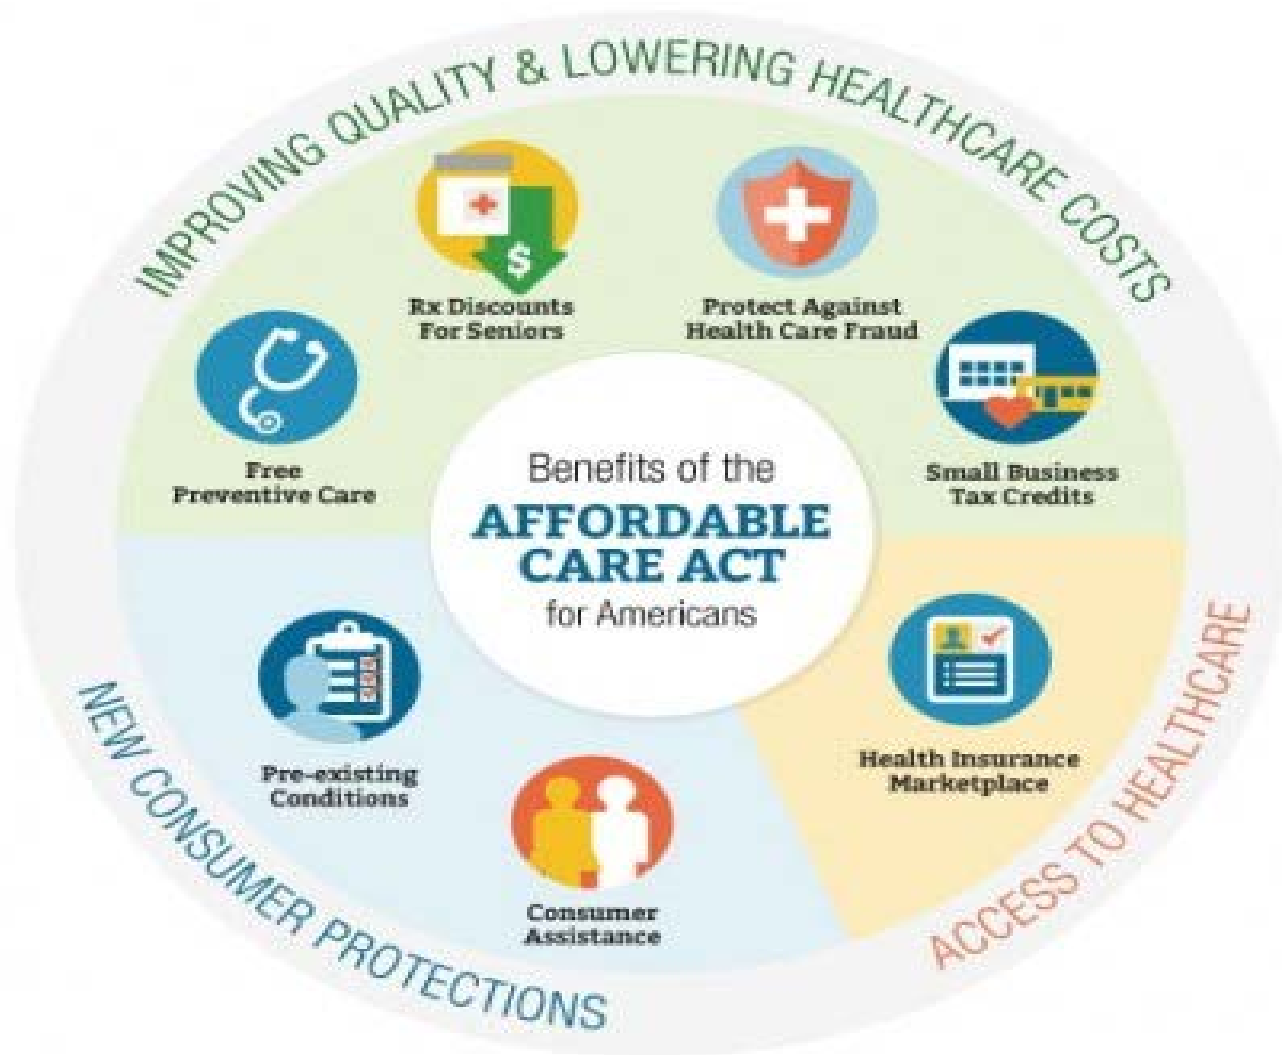 IMPROVING QUALITY & LOWERING HEALTHCARE COSTS
Rx Discounts
For Seniors
Protect Against
Health Care Fraud
Free
Preventive Care
Small Business
Tax Credits
Benefits of the
AFFORDABLE
CARE ACT
for Americans
Pre-existing
Conditions
Health Insurance
Marketplace
Consumer
Assistance
NEW CONSUMER PROTECTIONS
ACCESS TO HEALTHCARE
$